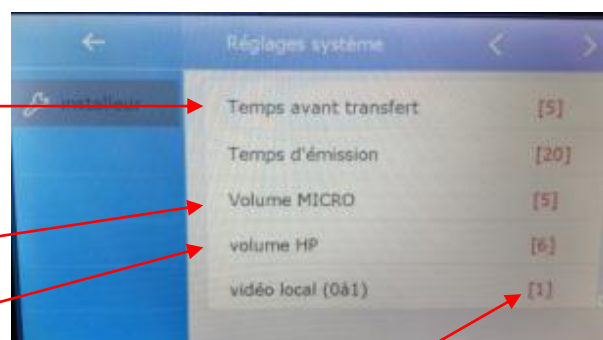 Réglages système
installeur
Temps avant transfert [5]
Temps d'émission [20]
Volume MICRO [5]
volume HP [6]
vidéo local (0à1) [1]